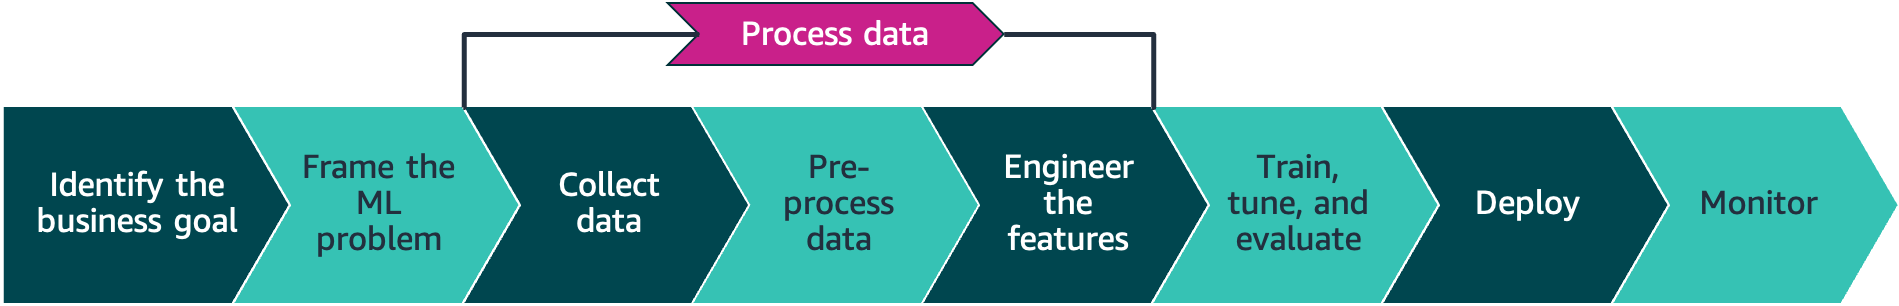 Process data
Identify the
business goal
Frame the
ML
problem
Collect
data
Pre-
process
data
Engineer
the
features
Train,
tune, and
evaluate
Deploy
Monitor